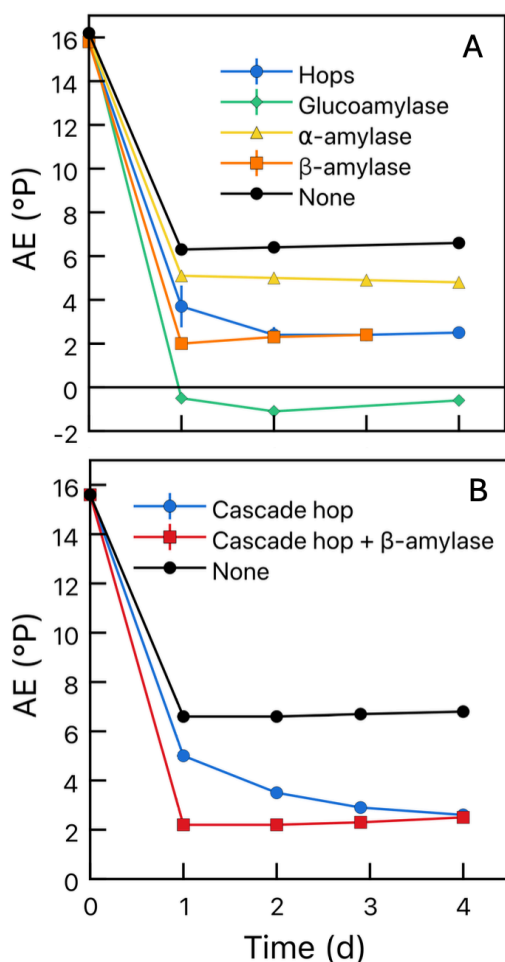 A
16
14
12
10
8
6
4
2
0
-2
AE (°P)
Hops
Glucoamylase
α-amylase
β-amylase
None
B
16
14
12
10
8
6
4
2
0
AE (°P)
Cascade hop
Cascade hop + β-amylase
None
0 1 2 3 4
Time (d)